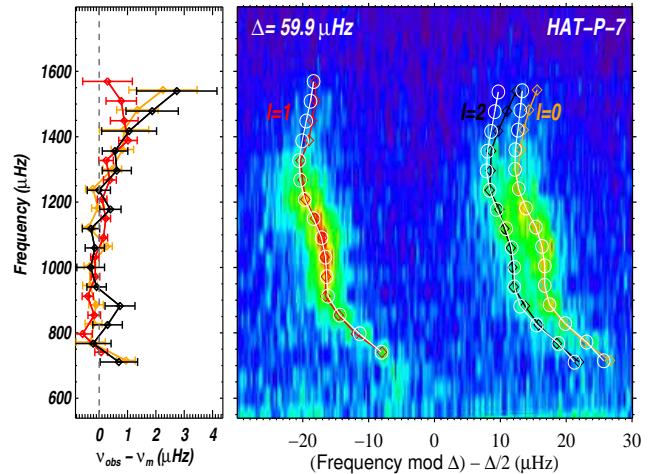 Δ= 59.9 μHz
HAT−P−7
l=1
l=2
l=0
Frequency (μHz)
1600
1400
1200
1000
800
600
0 1 2 3 4
−20 −10 0 10 20 30
ν_obs − ν_m (μHz)
(Frequency mod Δ) − Δ/2 (μHz)